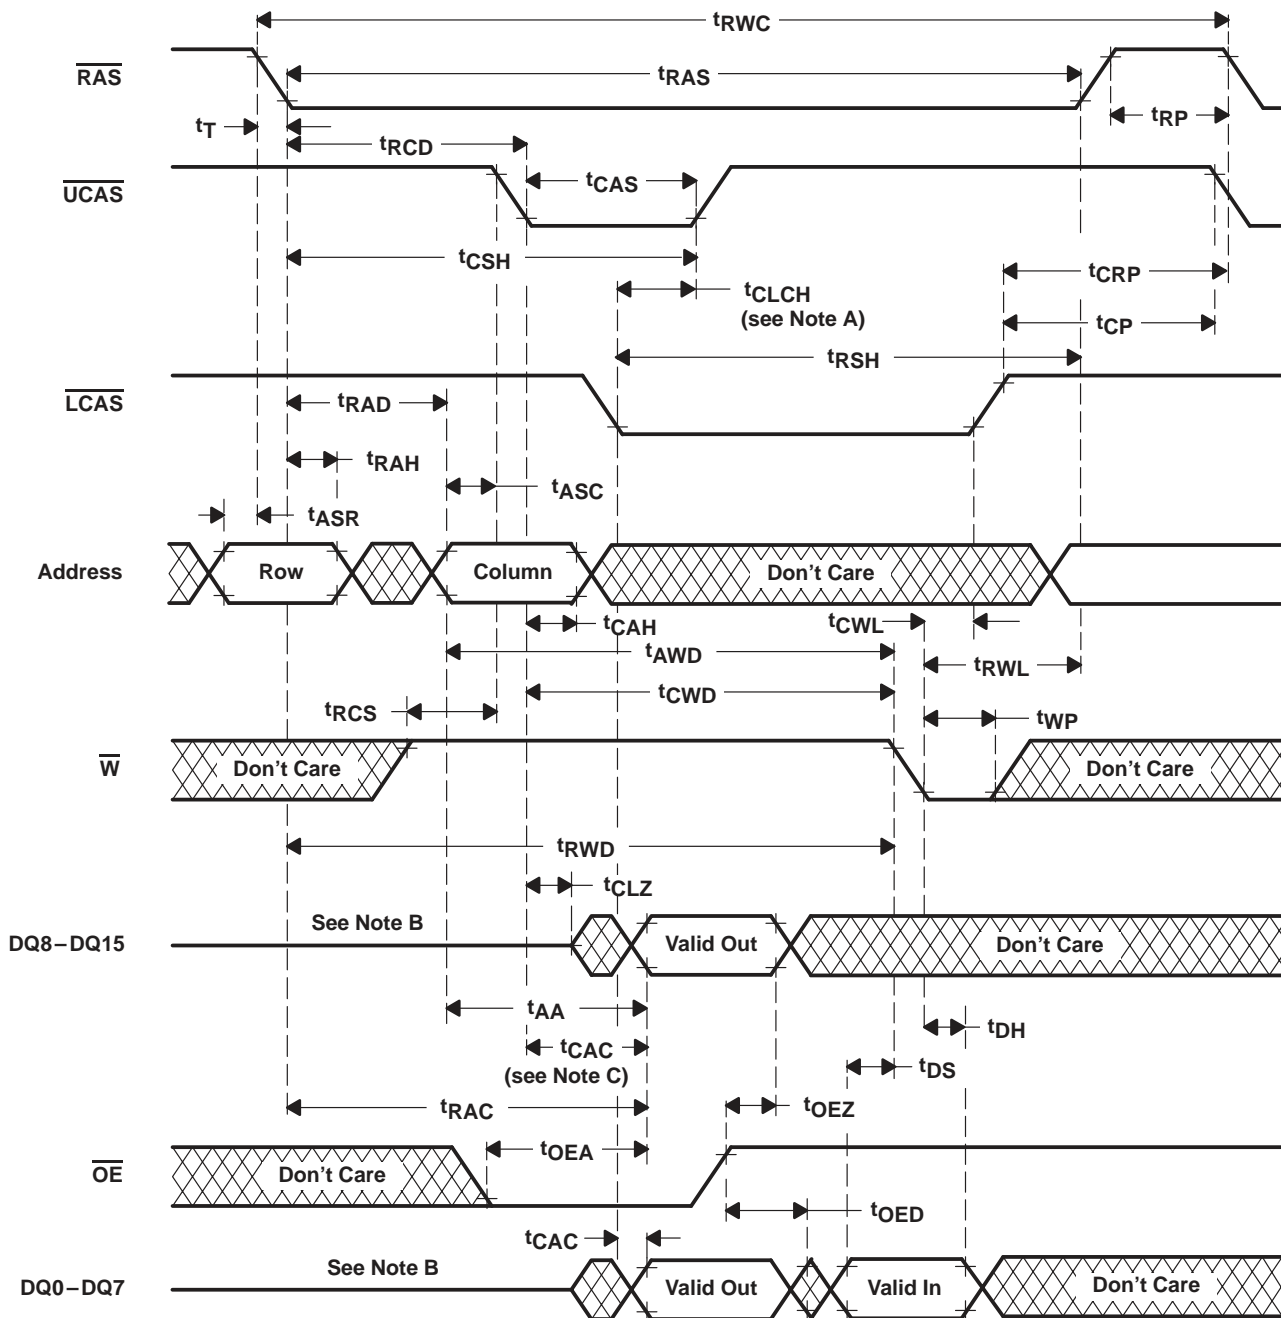 tRWC
RAS
tRAS
tT
tRP
tRCD
UCAS
tCAS
tCSH
tCRP
tCLCH
(see Note A)
tCP
tRSH
LCAS
tRAD
tRAH
tASC
tASR
Address
Row
Column
Don't Care
tCAH
tCWL
tAWD
tRWL
tCWD
tRCS
tWP
W
Don't Care
Don't Care
tRWD
tCLZ
See Note B
DQ8–DQ15
Valid Out
Don't Care
tAA
tDH
tCAC
(see Note C)
tDS
tRAC
tOEZ
OE
Don't Care
tOEA
tOED
tCAC
See Note B
DQ0–DQ7
Valid Out
Valid In
Don't Care